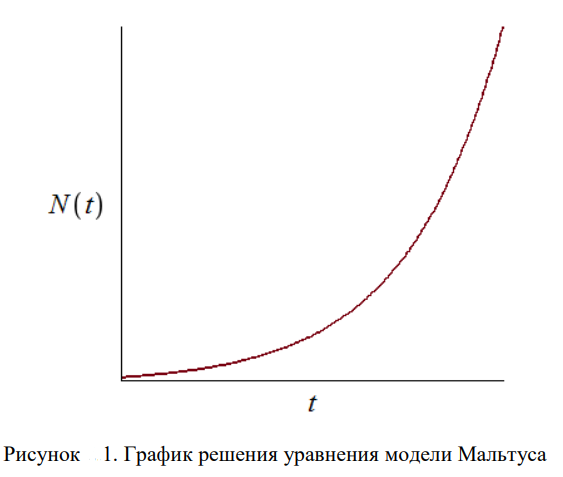 N(t)
t
Рисунок 1. График решения уравнения модели Мальтуса